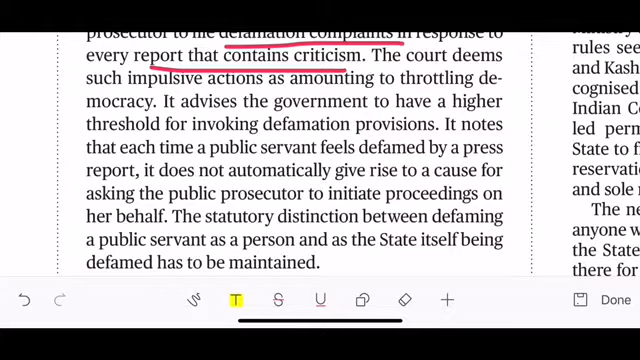 prosecutor to file defamation complaints in response to
every report that contains criticism. The court deems
such impulsive actions as amounting to throttling de-
mocracy. It advises the government to have a higher
threshold for invoking defamation provisions. It notes
that each time a public servant feels defamed by a press
report, it does not automatically give rise to a cause for
asking the public prosecutor to initiate proceedings on
her behalf. The statutory distinction between defaming
a public servant as a person and as the State itself being
defamed has to be maintained.
rules see
and Kash
cognised
Indian Co
led perm
State to f
reservatio
and sole r
The ne
anyone w
the State
there for
T S U
Done